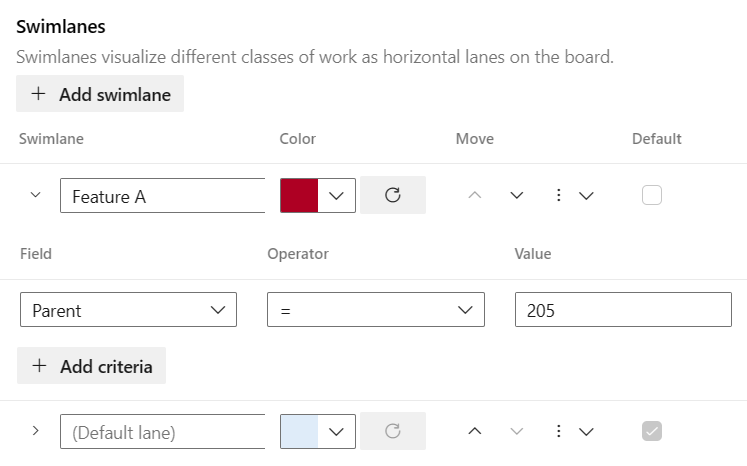 Swimlanes
Swimlanes visualize different classes of work as horizontal lanes on the board.
+ Add swimlane
Swimlane Color Move Default
Feature A
Field Operator Value
Parent = 205
+ Add criteria
(Default lane)